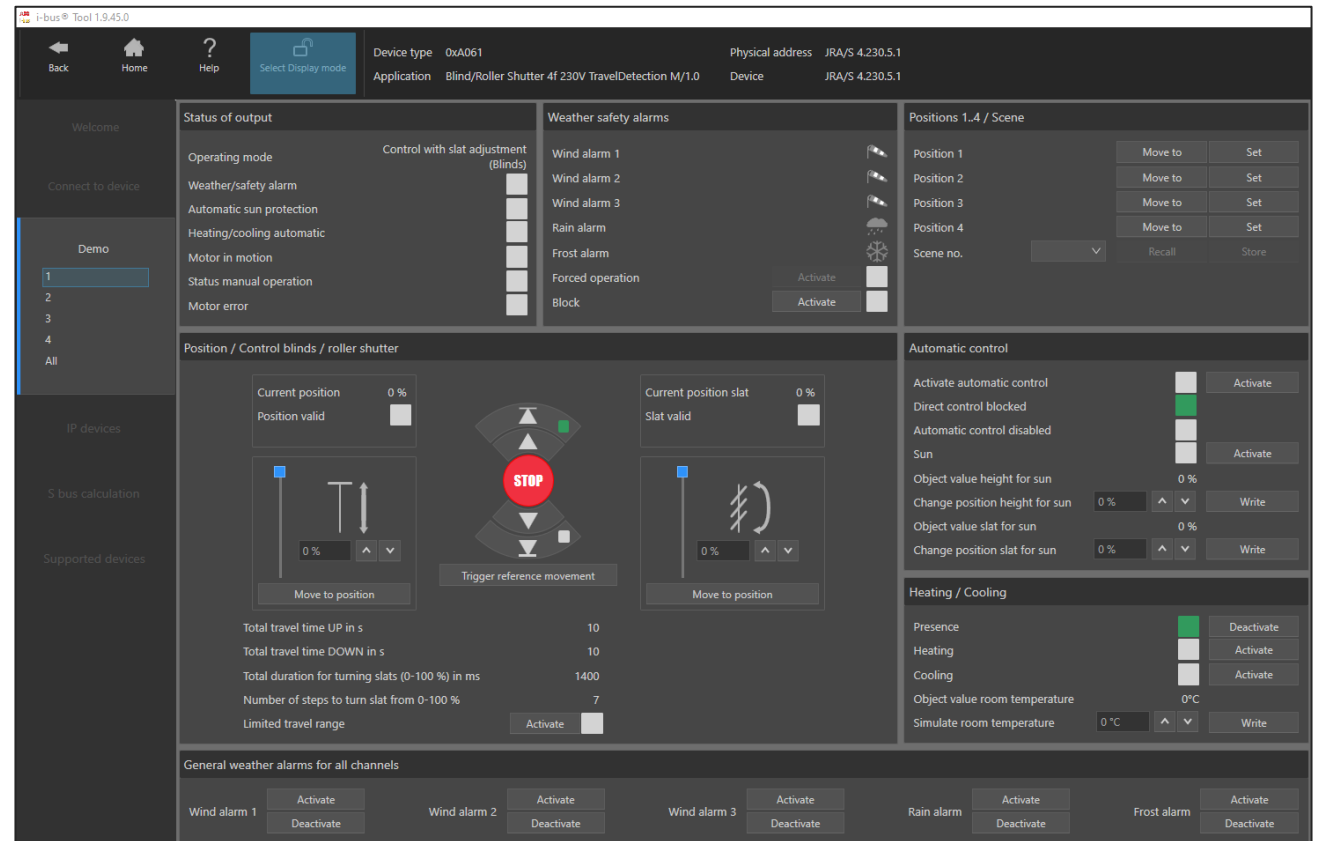 i-bus® Tool 1.9.45.0
Back
Home
Help
Select Display mode
Device type 0xA061
Application Blind/Roller Shutter 4f 230V TravelDetection M/1.0
Physical address JRA/S 4.230.5.1
Device JRA/S 4.230.5.1
Welcome
Connect to device
Demo
1
2
3
4
All
IP devices
S bus calculation
Supported devices
Status of output
Operating mode Control with slat adjustment
(Blinds)
Weather/safety alarm
Automatic sun protection
Heating/cooling automatic
Motor in motion
Status manual operation
Motor error
Weather safety alarms
Wind alarm 1
Wind alarm 2
Wind alarm 3
Rain alarm
Frost alarm
Forced operation Activate
Block Activate
Positions 1..4 / Scene
Position 1 Move to Set
Position 2 Move to Set
Position 3 Move to Set
Position 4 Move to Set
Scene no. Recall Store
Position / Control blinds / roller shutter
Current position 0 %
Position valid
0 %
Move to position
STOP
Trigger reference movement
Current position slat 0 %
Slat valid
0 %
Move to position
Total travel time UP in s 10
Total travel time DOWN in s 10
Total duration for turning slats (0-100 %) in ms 1400
Number of steps to turn slat from 0-100 % 7
Limited travel range Activate
Automatic control
Activate automatic control Activate
Direct control blocked
Automatic control disabled
Sun Activate
Object value height for sun 0 %
Change position height for sun 0 % Write
Object value slat for sun 0 %
Change position slat for sun 0 % Write
Heating / Cooling
Presence Deactivate
Heating Activate
Cooling Activate
Object value room temperature 0°C
Simulate room temperature 0 °C Write
General weather alarms for all channels
Wind alarm 1 Activate
Deactivate
Wind alarm 2 Activate
Deactivate
Wind alarm 3 Activate
Deactivate
Rain alarm Activate
Deactivate
Frost alarm Activate
Deactivate